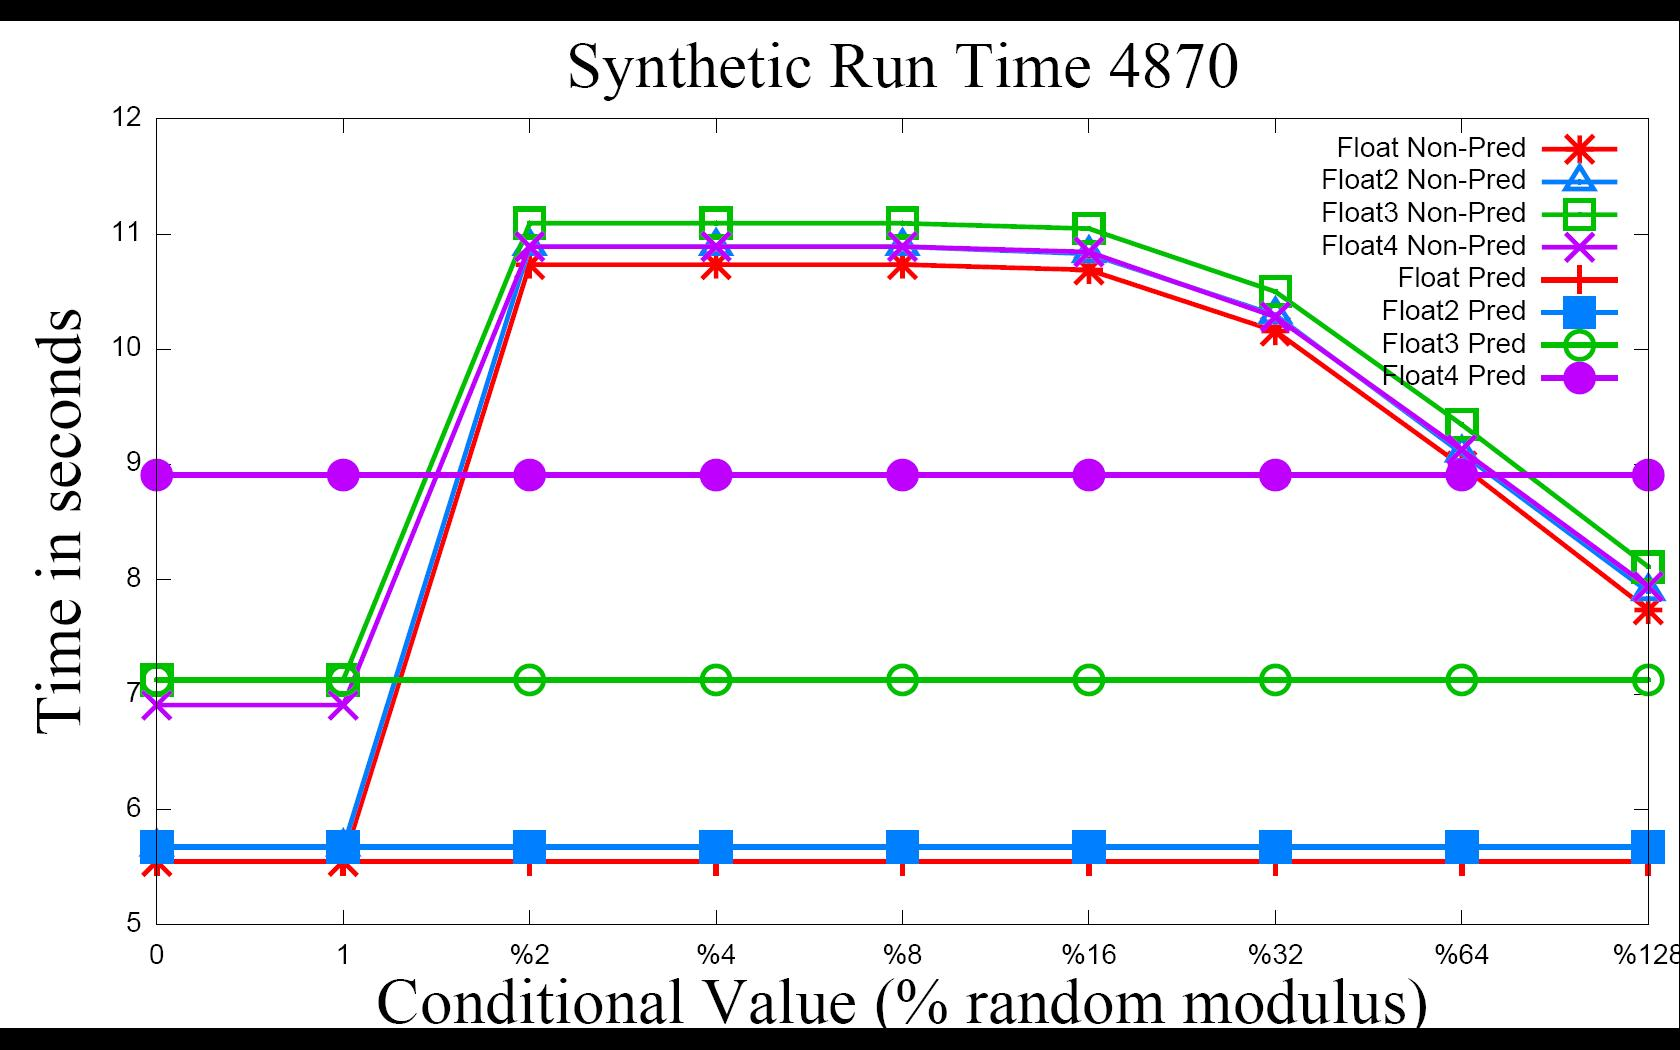 Synthetic Run Time 4870
12
11
10
9
8
7
6
5
Time in seconds
Float Non-Pred
Float2 Non-Pred
Float3 Non-Pred
Float4 Non-Pred
Float Pred
Float2 Pred
Float3 Pred
Float4 Pred
0 1 %2 %4 %8 %16 %32 %64 %128
Conditional Value (% random modulus)